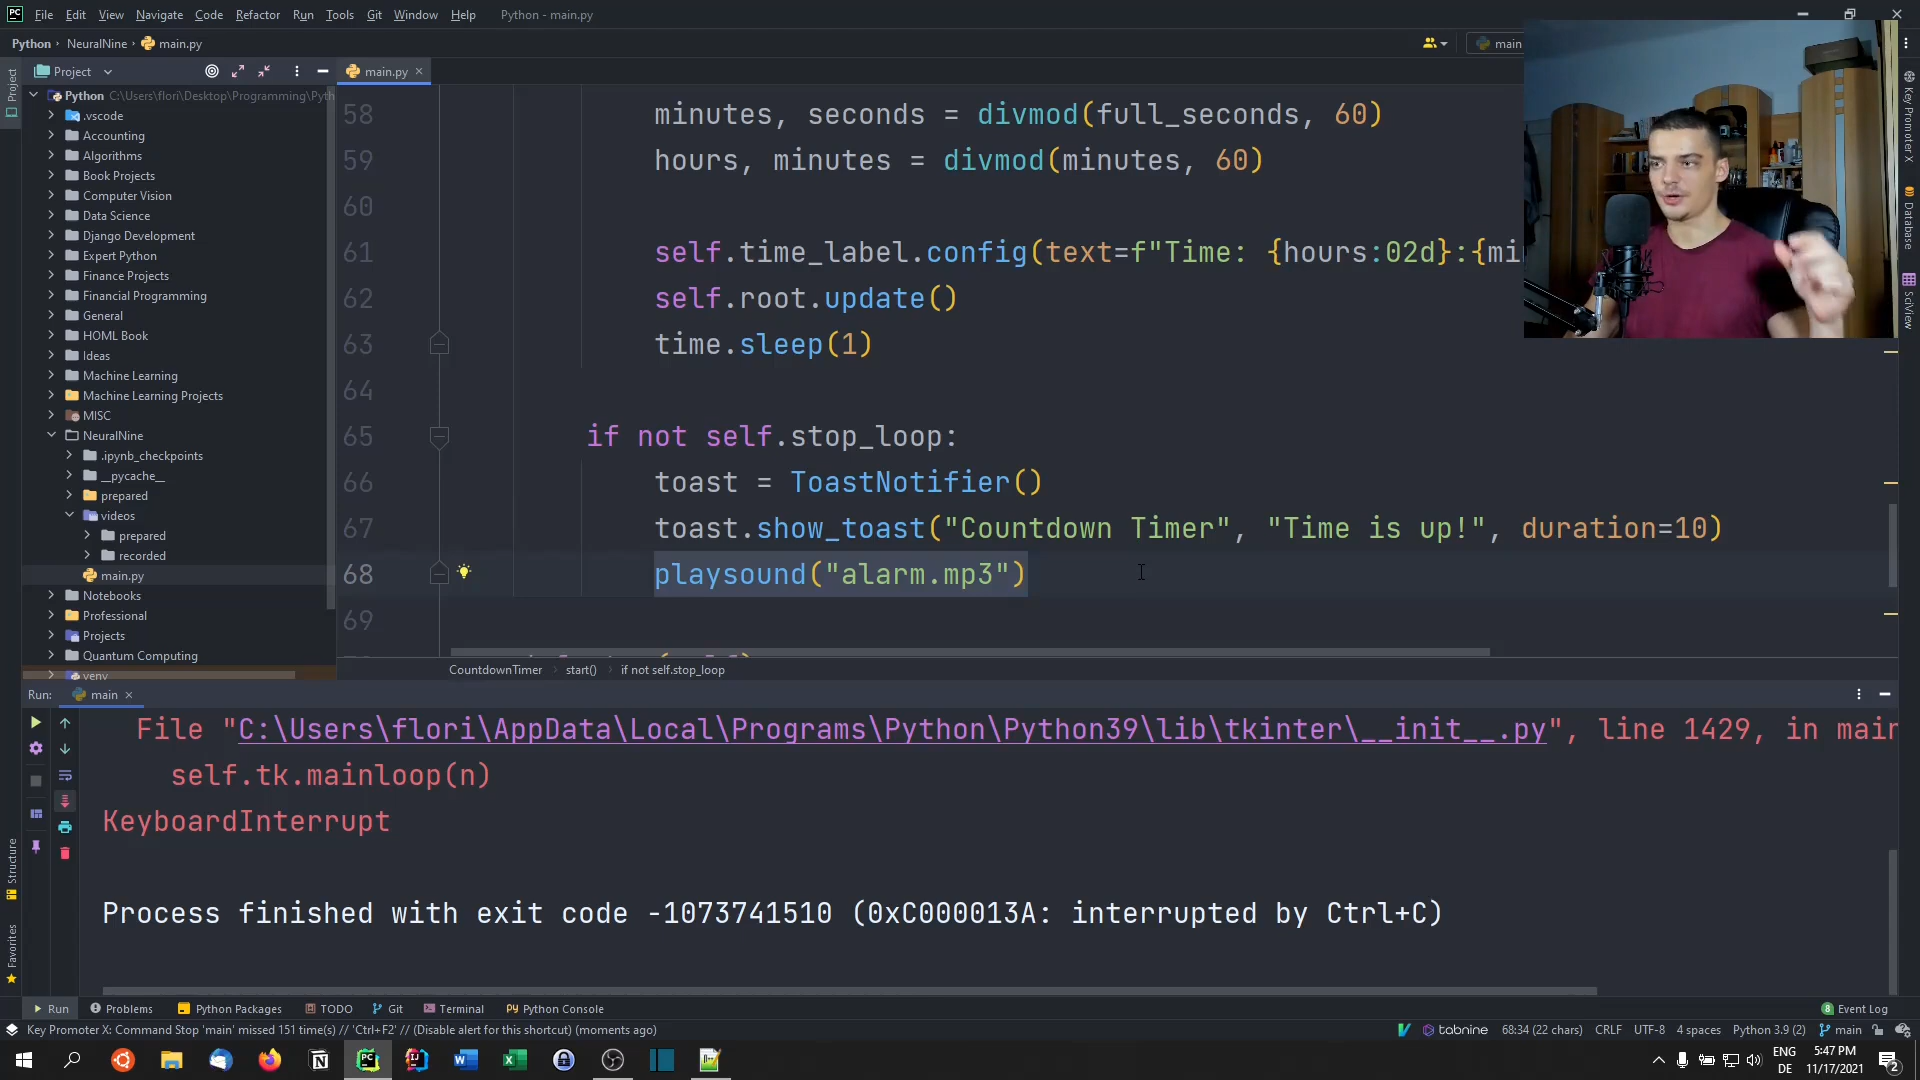 File Edit View Navigate Code Refactor Run Tools Git Window Help Python - main.py
Python NeuralNine main.py
main
Project
main.py
Project
Python C:\Users\flori\Desktop\Programming\Pyth
.vscode
Accounting
Algorithms
Book Projects
Computer Vision
Data Science
Django Development
Expert Python
Finance Projects
Financial Programming
General
HOML Book
Ideas
Machine Learning
Machine Learning Projects
MISC
NeuralNine
.ipynb_checkpoints
__pycache__
prepared
videos
prepared
recorded
main.py
Notebooks
Professional
Projects
Quantum Computing
venv
58 minutes, seconds = divmod(full_seconds, 60)
59 hours, minutes = divmod(minutes, 60)
60
61 self.time_label.config(text=f"Time: {hours:02d}:{mi
62 self.root.update()
63 time.sleep(1)
64
65 if not self.stop_loop:
66 toast = ToastNotifier()
67 toast.show_toast("Countdown Timer", "Time is up!", duration=10)
68 playsound("alarm.mp3")
69
CountdownTimer start() if not self.stop_loop
Key Promoter X
Database
SciView
Run: main
File "C:\Users\flori\AppData\Local\Programs\Python\Python39\lib\tkinter\__init__.py", line 1429, in main
self.tk.mainloop(n)
KeyboardInterrupt
Process finished with exit code -1073741510 (0xC000013A: interrupted by Ctrl+C)
Structure
Favorites
Run Problems Python Packages TODO Git Terminal Python Console 8 Event Log
Key Promoter X: Command Stop 'main' missed 151 time(s) // 'Ctrl+F2' // (Disable alert for this shortcut) (moments ago)
tabnine 68:34 (22 chars) CRLF UTF-8 4 spaces Python 3.9 (2) main
ENG
DE
5:47 PM
11/17/2021
2